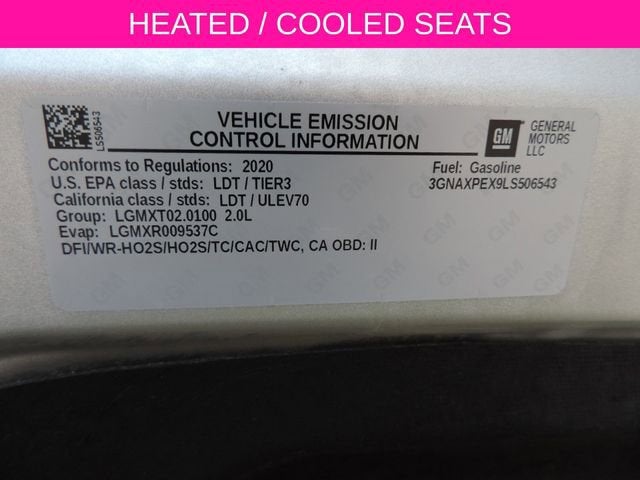 HEATED / COOLED SEATS
LS506543
VEHICLE EMISSION
CONTROL INFORMATION
GM
GENERAL
MOTORS
LLC
Conforms to Regulations: 2020
Fuel: Gasoline
U.S. EPA class / stds: LDT / TIER3
3GNAXPEX9LS506543
California class / stds: LDT / ULEV70
Group: LGMXT02.0100 2.0L
Evap: LGMXR009537C
DFI/WR-HO2S/HO2S/TC/CAC/TWC, CA OBD: II